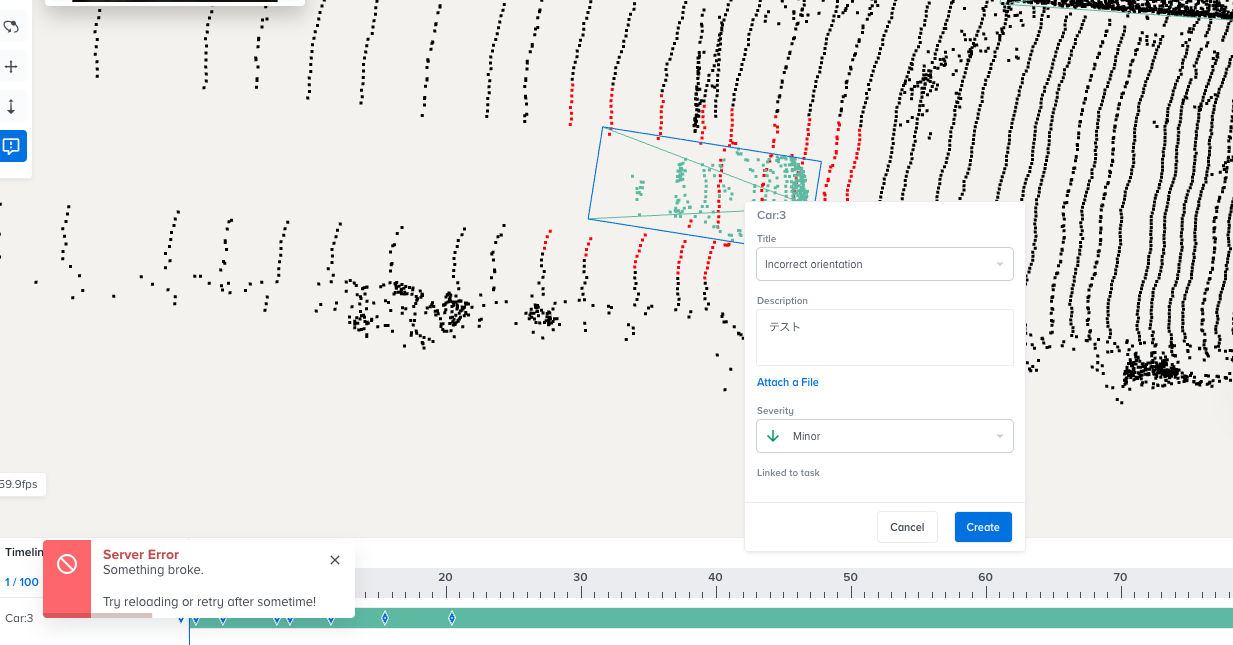 Car:3
Title
Incorrect orientation
Description
テスト
Attach a File
Severity
Minor
Linked to task
Cancel
Create
59.9fps
Server Error
Something broke.
Try reloading or retry after sometime!
Timelin
1 / 100
20 30 40 50 60 70
Car:3